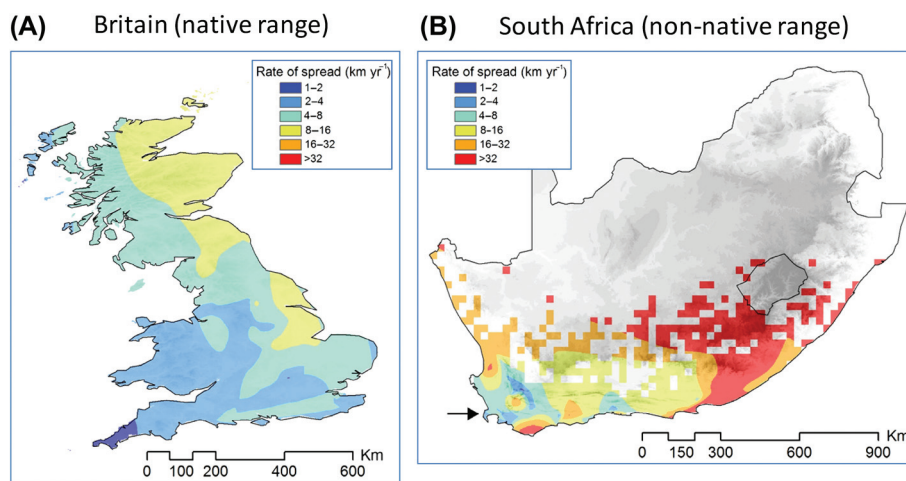 (A) Britain (native range)
Rate of spread (km yr⁻¹)
1–2
2–4
4–8
8–16
16–32
>32
0 100 200 400 600 Km
(B) South Africa (non-native range)
Rate of spread (km yr⁻¹)
1–2
2–4
4–8
8–16
16–32
>32
Km
0 150 300 600 900